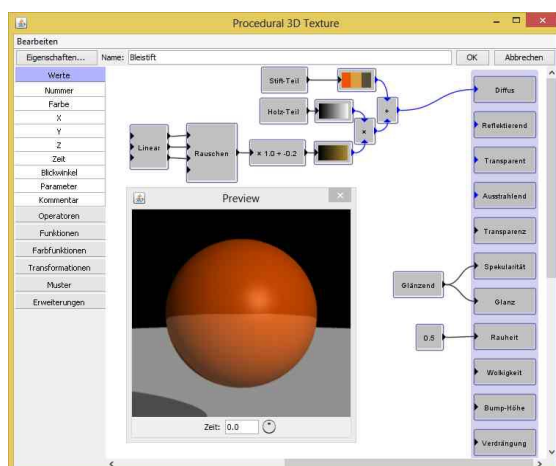 Procedural 3D Texture
Bearbeiten
Eigenschaften...
Name: Bleistift
OK
Abbrechen
Werte
Nummer
Farbe
X
Y
Z
Zeit
Blickwinkel
Parameter
Kommentar
Operatoren
Funktionen
Farbfunktionen
Transformationen
Muster
Erweiterungen
Stift-Teil
Holz-Teil
+
×
Linear
Rauschen
× 1.0 + -0.2
Preview
Zeit: 0.0
Glänzend
0.5
Diffus
Reflektierend
Transparent
Ausstrahlend
Transparenz
Spekularität
Glanz
Rauheit
Wolkigkeit
Bump-Höhe
Verdrängung